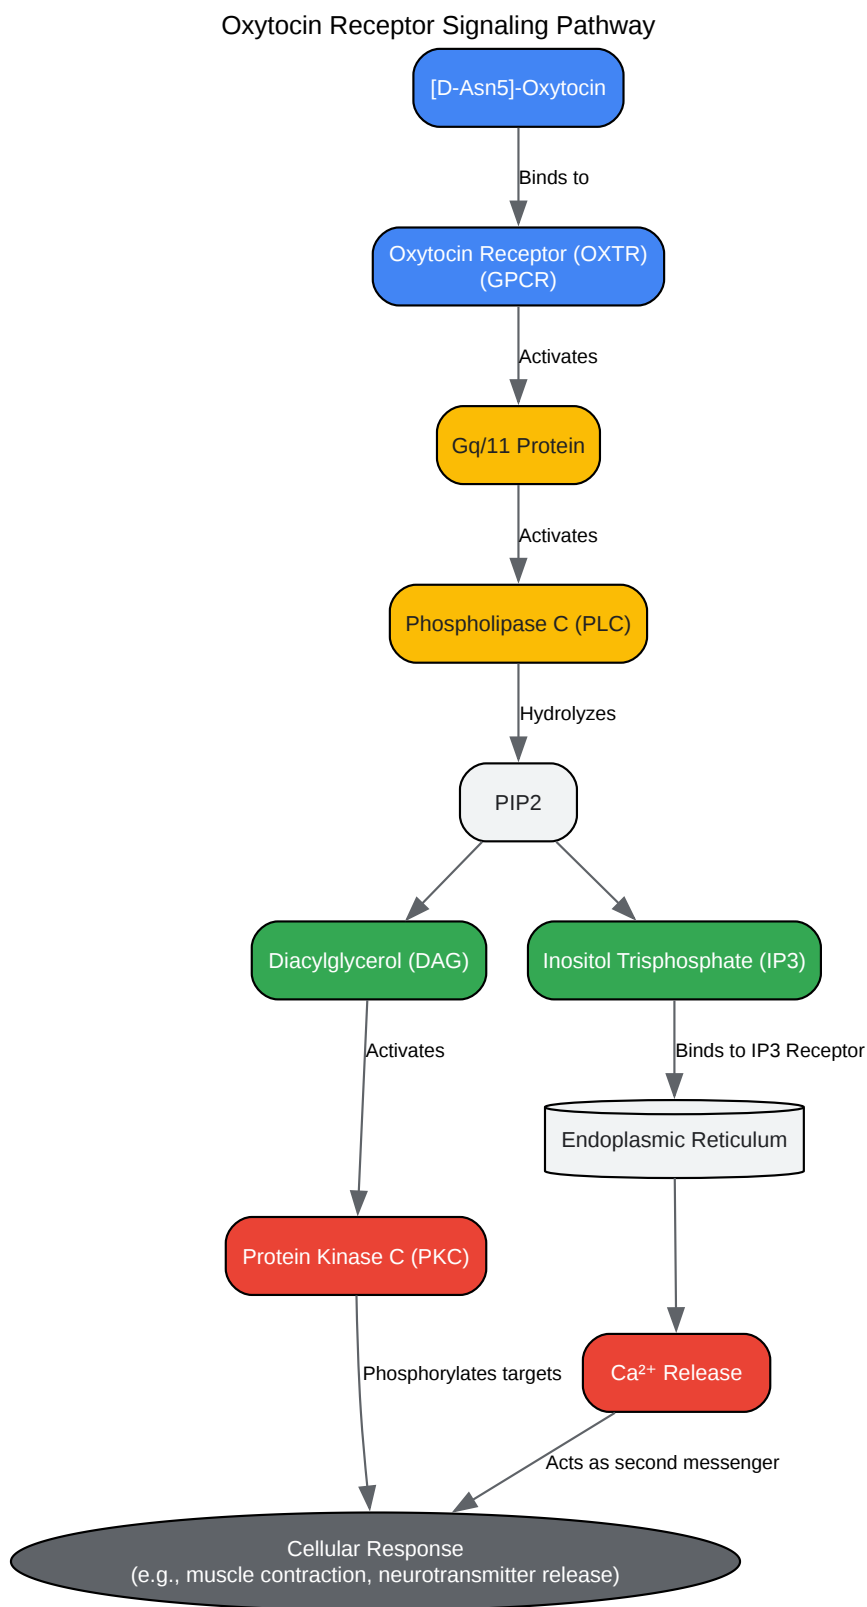 Oxytocin Receptor Signaling Pathway
[D-Asn5]-Oxytocin
Binds to
Oxytocin Receptor (OXTR)
(GPCR)
Activates
Gq/11 Protein
Activates
Phospholipase C (PLC)
Hydrolyzes
PIP2
Diacylglycerol (DAG)
Inositol Trisphosphate (IP3)
Activates
Binds to IP3 Receptor
Endoplasmic Reticulum
Protein Kinase C (PKC)
Phosphorylates targets
Ca²⁺ Release
Acts as second messenger
Cellular Response
(e.g., muscle contraction, neurotransmitter release)